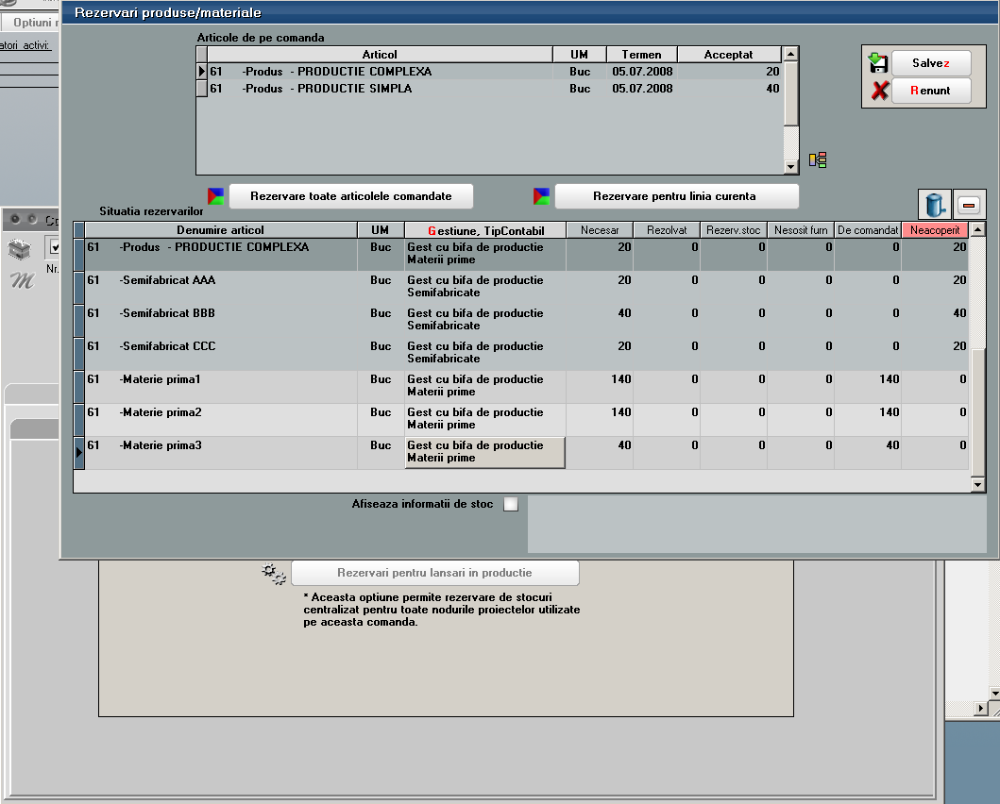 Rezervari produse/materiale
Optiuni
atori activi:
Articole de pe comanda
Articol UM Termen Acceptat
61 -Produs - PRODUCTIE COMPLEXA Buc 05.07.2008 20
61 -Produs - PRODUCTIE SIMPLA Buc 05.07.2008 40
Salvez
Renunt
Rezervare toate articolele comandate
Rezervare pentru linia curenta
Situatia rezervarilor
Denumire articol UM Gestiune, TipContabil Necesar Rezolvat Rezerv.stoc Nesosit furn De comandat Neacoperit
61 -Produs - PRODUCTIE COMPLEXA Buc Gest cu bifa de productie 20 0 0 0 0 20
Materii prime
61 -Semifabricat AAA Buc Gest cu bifa de productie 20 0 0 0 0 20
Semifabricate
61 -Semifabricat BBB Buc Gest cu bifa de productie 40 0 0 0 0 40
Semifabricate
61 -Semifabricat CCC Buc Gest cu bifa de productie 20 0 0 0 0 20
Semifabricate
61 -Materie prima1 Buc Gest cu bifa de productie 140 0 0 0 140 0
Materii prime
61 -Materie prima2 Buc Gest cu bifa de productie 140 0 0 0 140 0
Materii prime
61 -Materie prima3 Buc Gest cu bifa de productie 40 0 0 0 40 0
Materii prime
Nr.
Afiseaza informatii de stoc
Rezervari pentru lansari in productie
* Aceasta optiune permite rezervare de stocuri
centralizat pentru toate nodurile proiectelor utilizate
pe aceasta comanda.